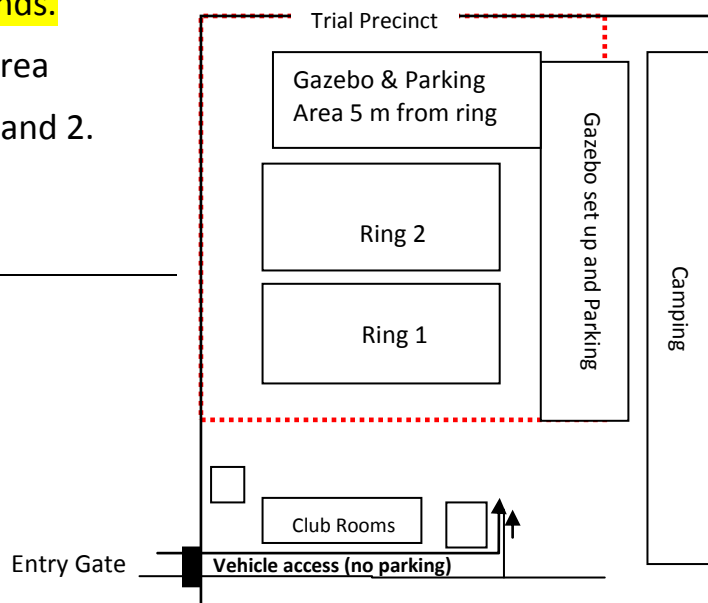 nds.
rea
and 2.
Trial Precinct
Gazebo & Parking
Area 5 m from ring
Ring 2
Ring 1
Gazebo set up and Parking
Camping
Club Rooms
Entry Gate
Vehicle access (no parking)